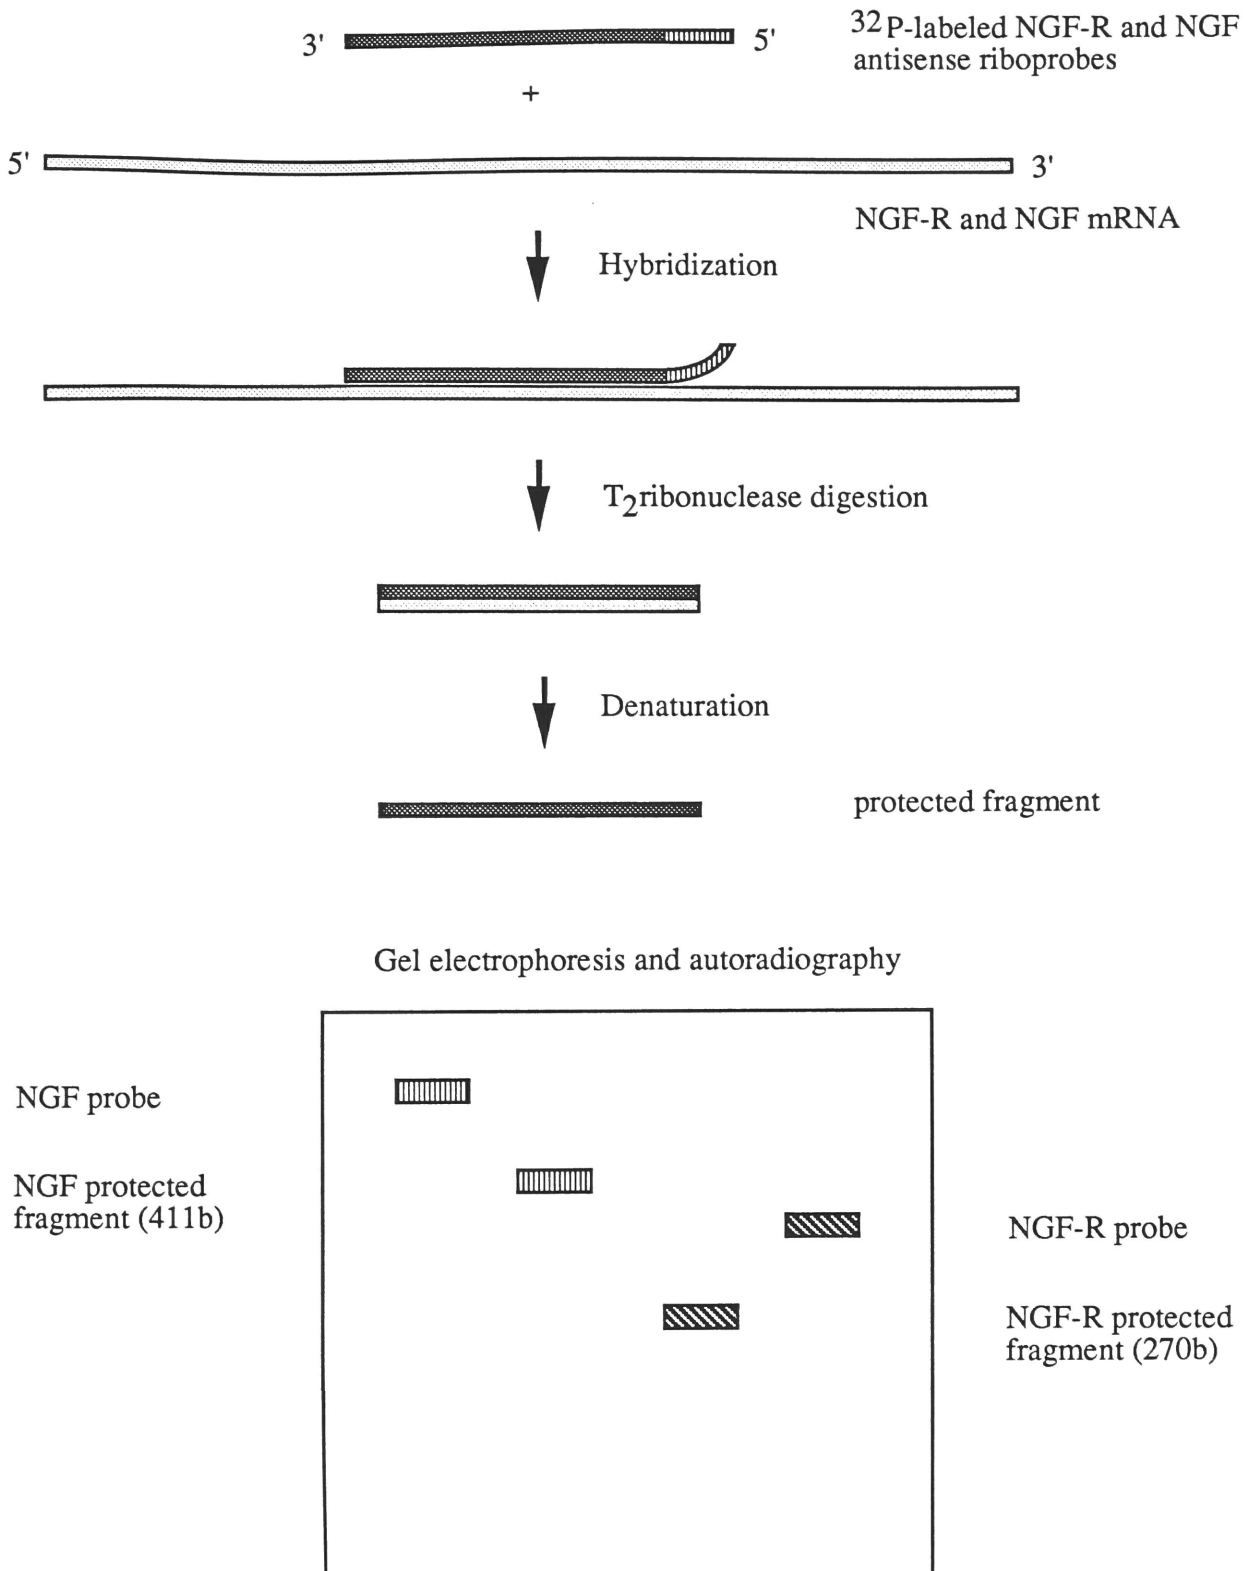 3' 5' 32P-labeled NGF-R and NGF
antisense riboprobes
+
5' 3'
NGF-R and NGF mRNA
Hybridization
T2ribonuclease digestion
Denaturation
protected fragment
Gel electrophoresis and autoradiography
NGF probe
NGF protected
fragment (411b)
NGF-R probe
NGF-R protected
fragment (270b)